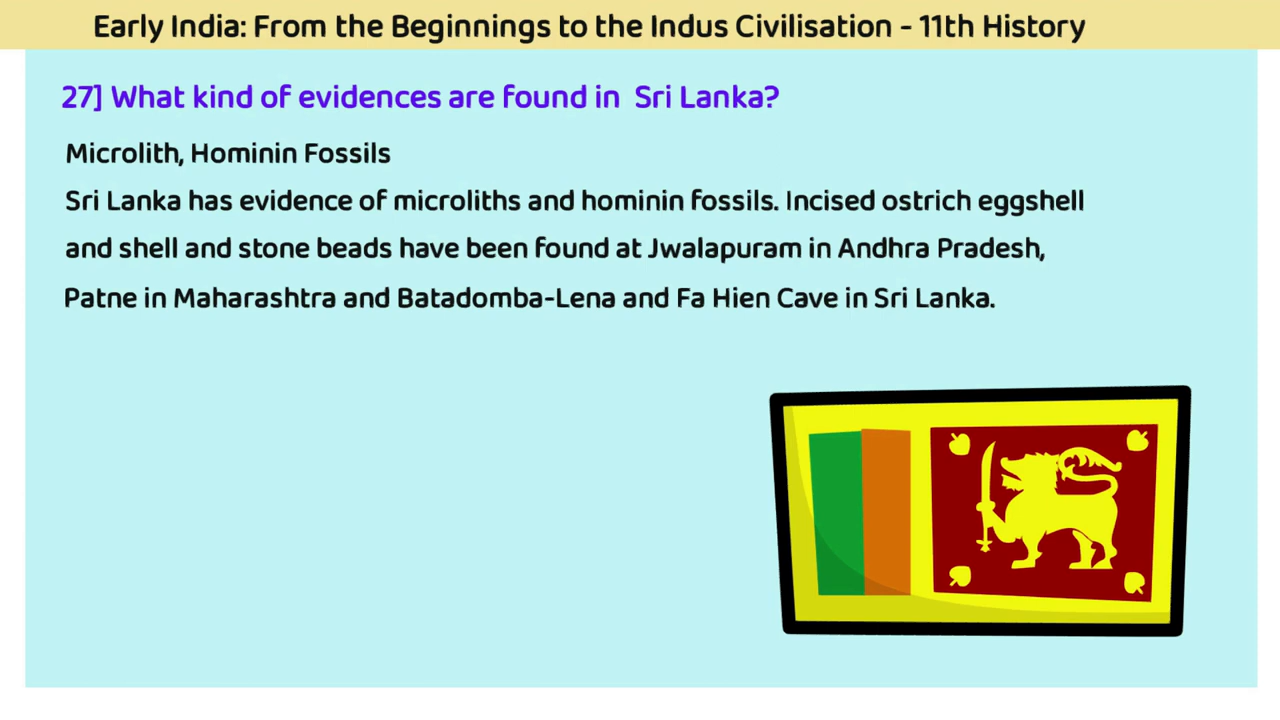 Early India: From the Beginnings to the Indus Civilisation - 11th History
27] What kind of evidences are found in Sri Lanka?
Microlith, Hominin Fossils
Sri Lanka has evidence of microliths and hominin fossils. Incised ostrich eggshell
and shell and stone beads have been found at Jwalapuram in Andhra Pradesh,
Patne in Maharashtra and Batadomba-Lena and Fa Hien Cave in Sri Lanka.